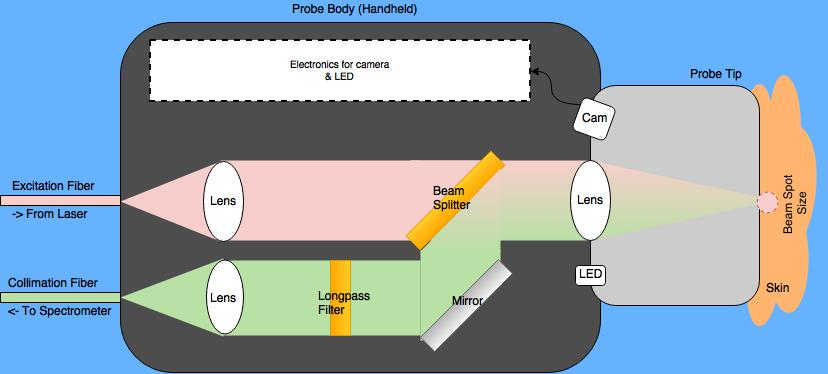 Probe Body (Handheld)
Electronics for camera
& LED
Probe Tip
Cam
Excitation Fiber
-> From Laser
Lens
Beam
Splitter
Lens
Beam Spot
Size
Collimation Fiber
<- To Spectrometer
Lens
Longpass
Filter
Mirror
LED
Skin